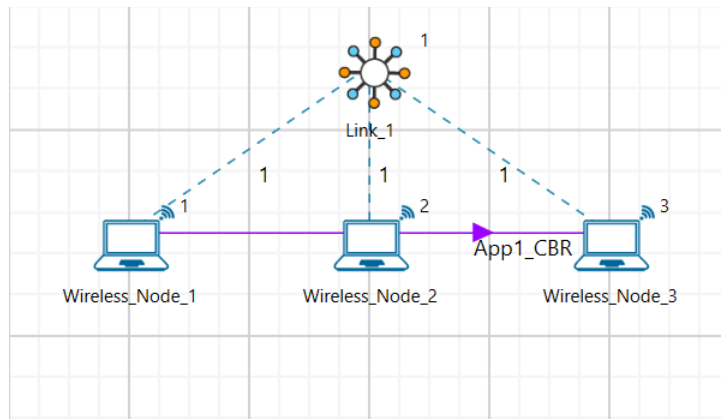 1
Link_1
1
1
1
1
2
3
App1_CBR
Wireless_Node_1
Wireless_Node_2
Wireless_Node_3